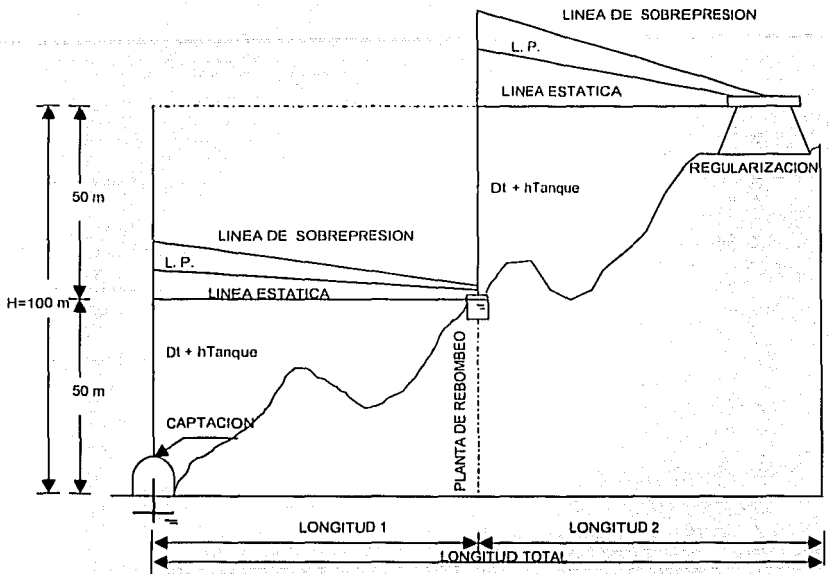 LINEA DE SOBREPRESION
L. P.
LINEA ESTATICA
REGULARIZACION
50 m
Dt + hTanque
LINEA DE SOBREPRESION
L. P.
LINEA ESTATICA
H=100 m
Dt + hTanque
50 m
PLANTA DE REBOMBEO
CAPTACION
LONGITUD 1
LONGITUD 2
LONGITUD TOTAL